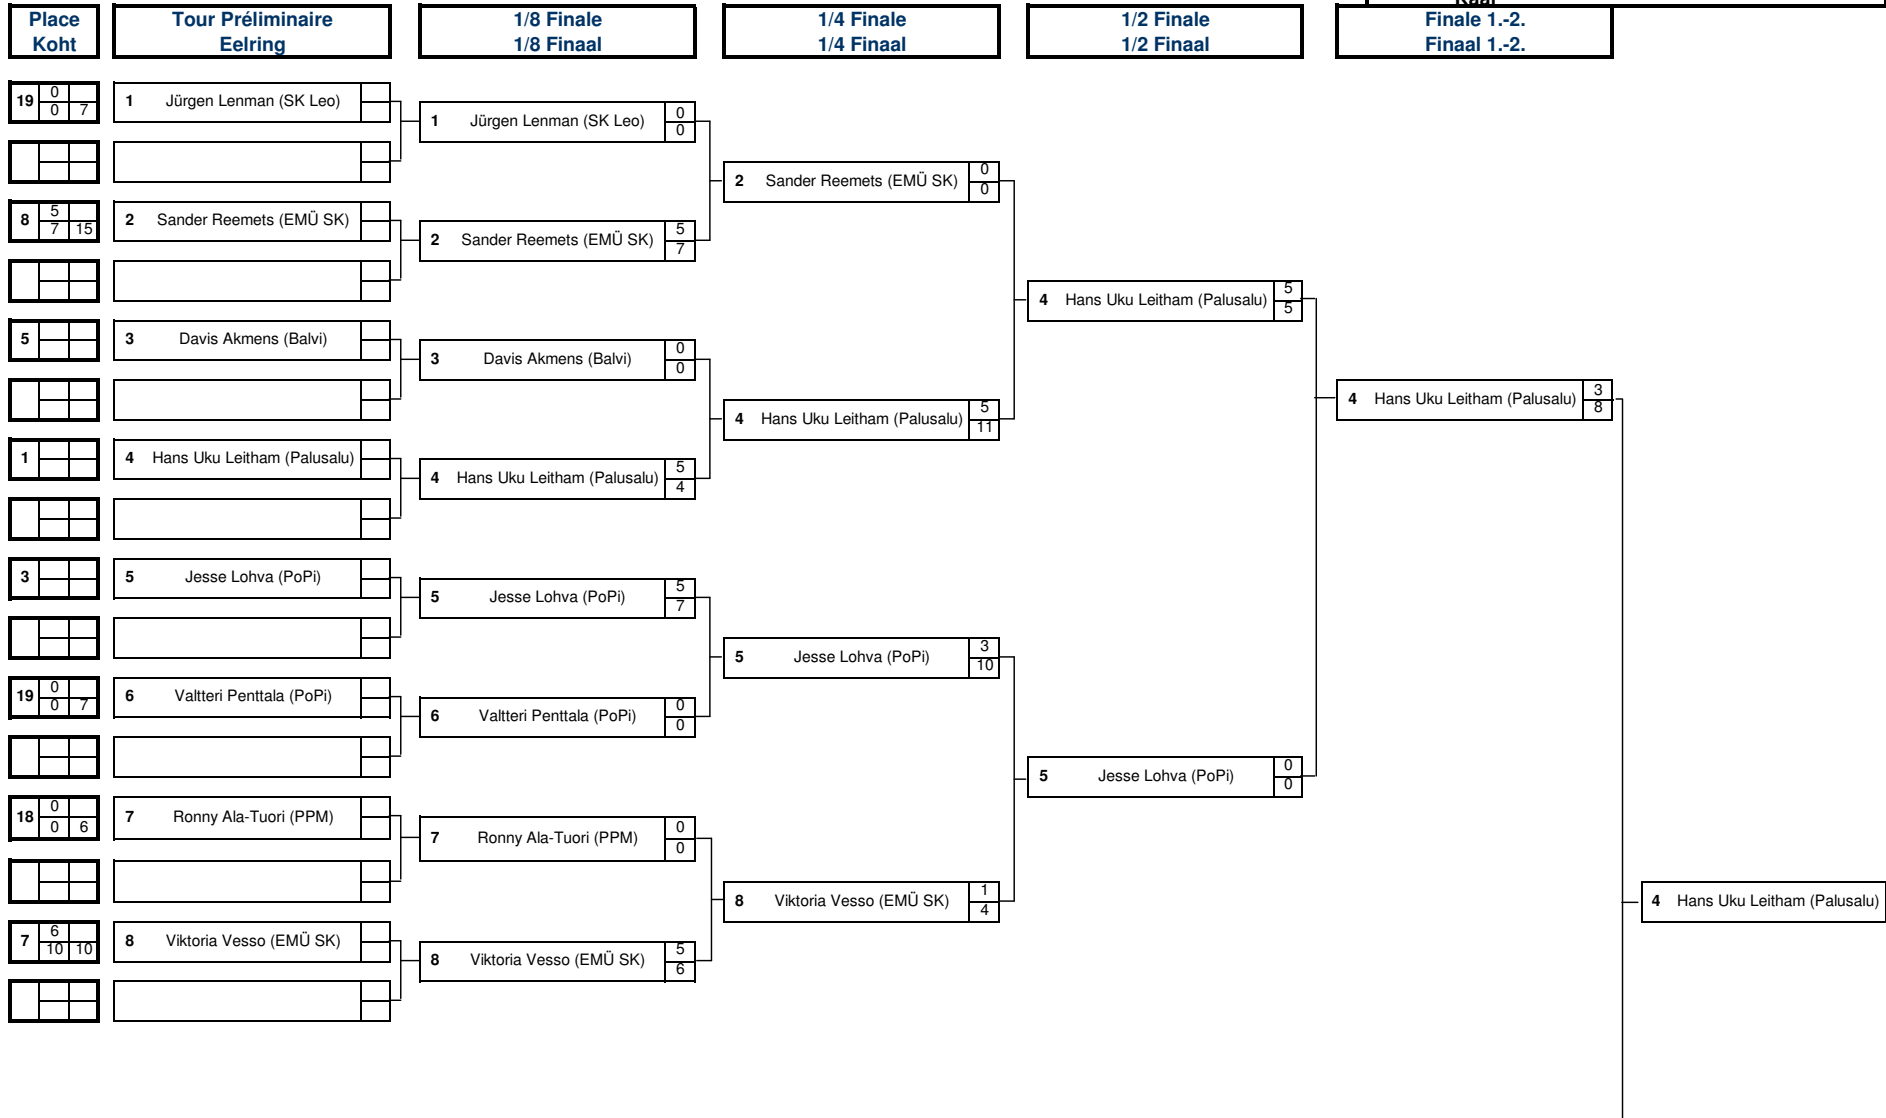 Place
Koht
Tour Préliminaire
Eelring
1/8 Finale
1/8 Finaal
1/4 Finale
1/4 Finaal
1/2 Finale
1/2 Finaal
Finale 1.-2.
Finaal 1.-2.
19 0
0 7
1 Jürgen Lenman (SK Leo)
8 5
7 15
2 Sander Reemets (EMÜ SK)
5
3 Davis Akmens (Balvi)
1
4 Hans Uku Leitham (Palusalu)
3
5 Jesse Lohva (PoPi)
19 0
0 7
6 Valtteri Penttala (PoPi)
18 0
0 6
7 Ronny Ala-Tuori (PPM)
7 6
10 10
8 Viktoria Vesso (EMÜ SK)
1 Jürgen Lenman (SK Leo) 0
0
2 Sander Reemets (EMÜ SK) 5
7
3 Davis Akmens (Balvi) 0
0
4 Hans Uku Leitham (Palusalu) 5
4
5 Jesse Lohva (PoPi) 5
7
6 Valtteri Penttala (PoPi) 0
0
7 Ronny Ala-Tuori (PPM) 0
0
8 Viktoria Vesso (EMÜ SK) 5
6
2 Sander Reemets (EMÜ SK) 0
0
4 Hans Uku Leitham (Palusalu) 5
11
5 Jesse Lohva (PoPi) 3
10
8 Viktoria Vesso (EMÜ SK) 1
4
4 Hans Uku Leitham (Palusalu) 5
5
5 Jesse Lohva (PoPi) 0
0
4 Hans Uku Leitham (Palusalu) 3
8
4 Hans Uku Leitham (Palusalu)